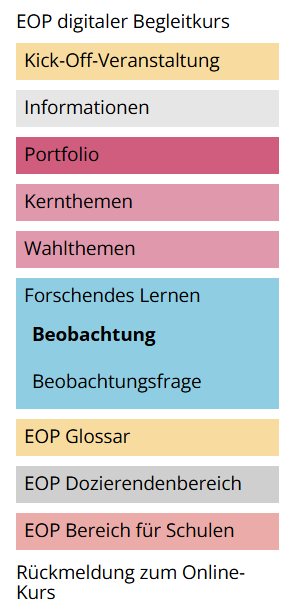 EOP digitaler Begleitkurs
Kick-Off-Veranstaltung
Informationen
Portfolio
Kernthemen
Wahlthemen
Forschendes Lernen
Beobachtung
Beobachtungsfrage
EOP Glossar
EOP Dozierendenbereich
EOP Bereich für Schulen
Rückmeldung zum Online-
Kurs